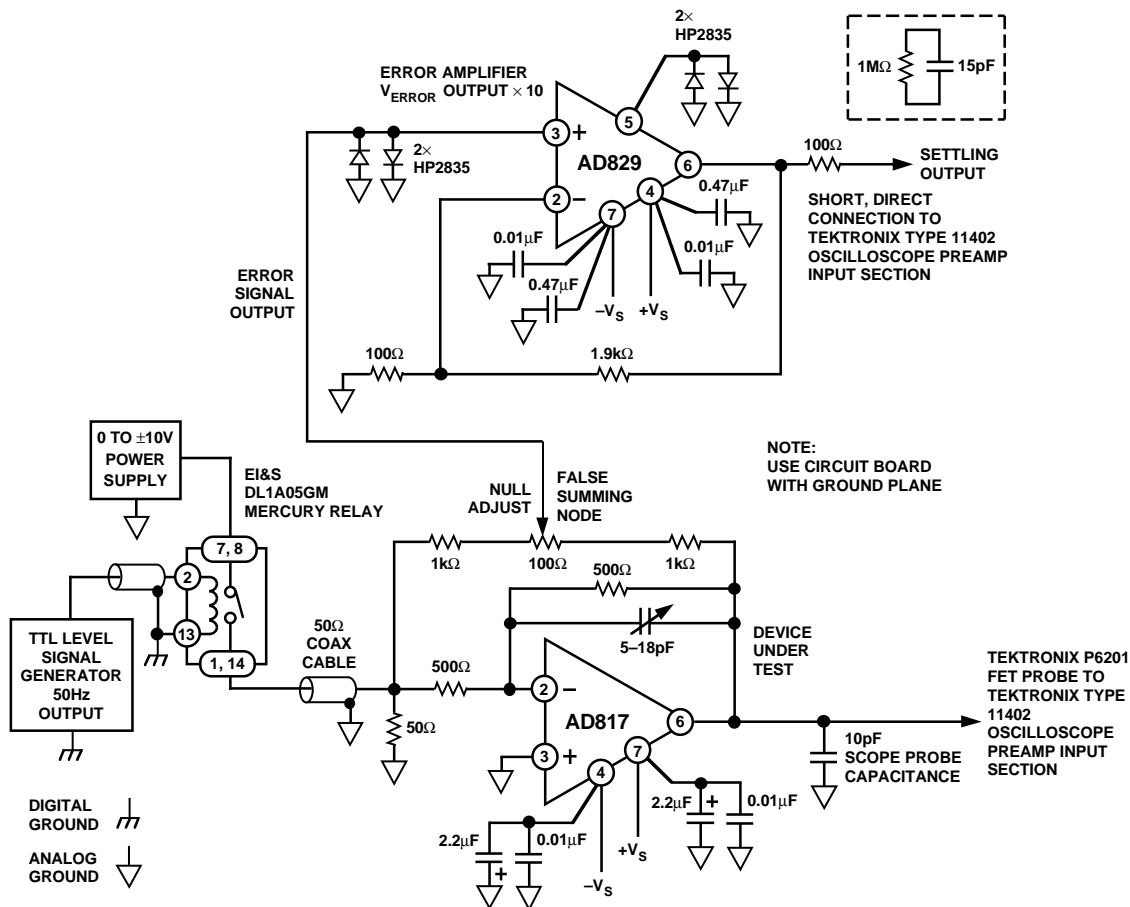 2×
HP2835
1MΩ
15pF
ERROR AMPLIFIER
VERROR OUTPUT × 10
5
3
+
2×
HP2835
AD829
6
100Ω
SETTLING
OUTPUT
4
0.47µF
2
−
7
SHORT, DIRECT
CONNECTION TO
TEKTRONIX TYPE 11402
OSCILLOSCOPE PREAMP
INPUT SECTION
0.01µF
0.01µF
0.47µF
ERROR
SIGNAL
OUTPUT
–VS
+VS
100Ω
1.9kΩ
0 TO ±10V
POWER
SUPPLY
EI&S
DL1A05GM
MERCURY RELAY
NULL
ADJUST
FALSE
SUMMING
NODE
NOTE:
USE CIRCUIT BOARD
WITH GROUND PLANE
7, 8
2
13
1, 14
1kΩ
100Ω
1kΩ
500Ω
5–18pF
TTL LEVEL
SIGNAL
GENERATOR
50Hz
OUTPUT
50Ω
COAX
CABLE
500Ω
50Ω
DEVICE
UNDER
TEST
2
−
AD817
6
3
+
7
4
TEKTRONIX P6201
FET PROBE TO
TEKTRONIX TYPE
11402
OSCILLOSCOPE
PREAMP INPUT
SECTION
10pF
SCOPE PROBE
CAPACITANCE
DIGITAL
GROUND
ANALOG
GROUND
2.2µF
+
0.01µF
–VS
+VS
2.2µF
+
0.01µF